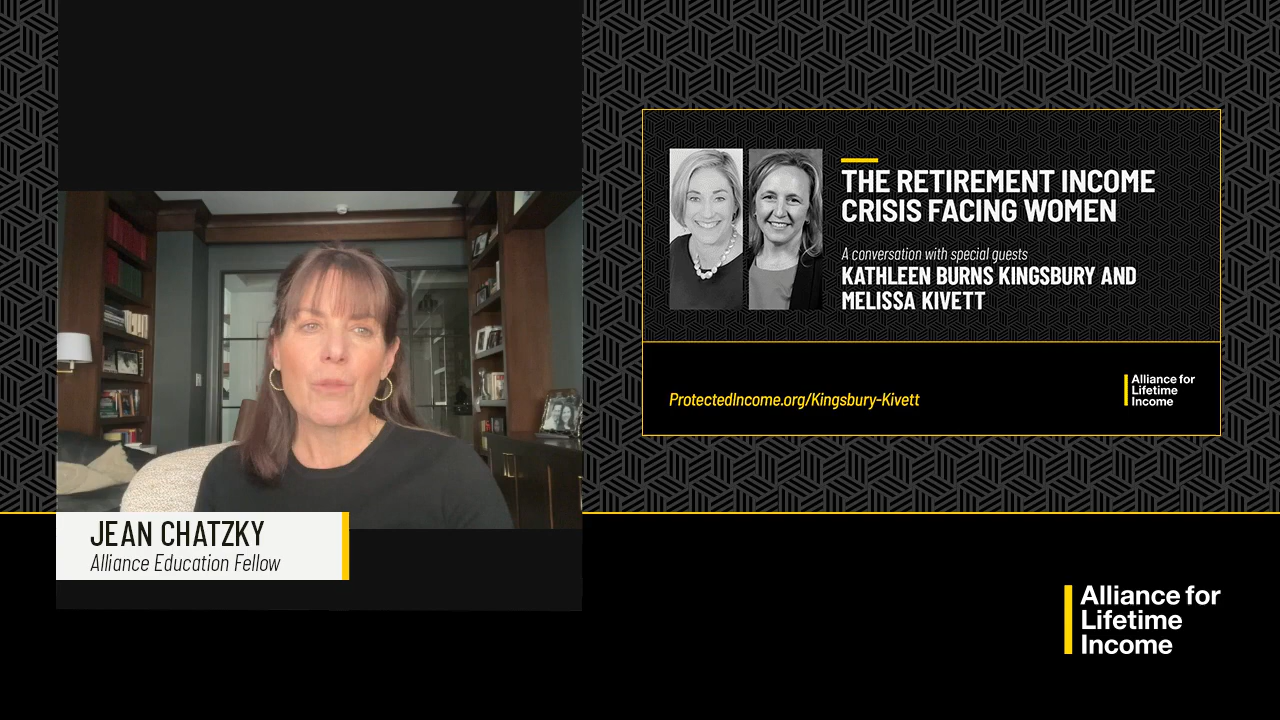 JEAN CHATZKY
Alliance Education Fellow
THE RETIREMENT INCOME
CRISIS FACING WOMEN
A conversation with special guests
KATHLEEN BURNS KINGSBURY AND
MELISSA KIVETT
ProtectedIncome.org/Kingsbury-Kivett
Alliance for
Lifetime
Income
Alliance for
Lifetime
Income